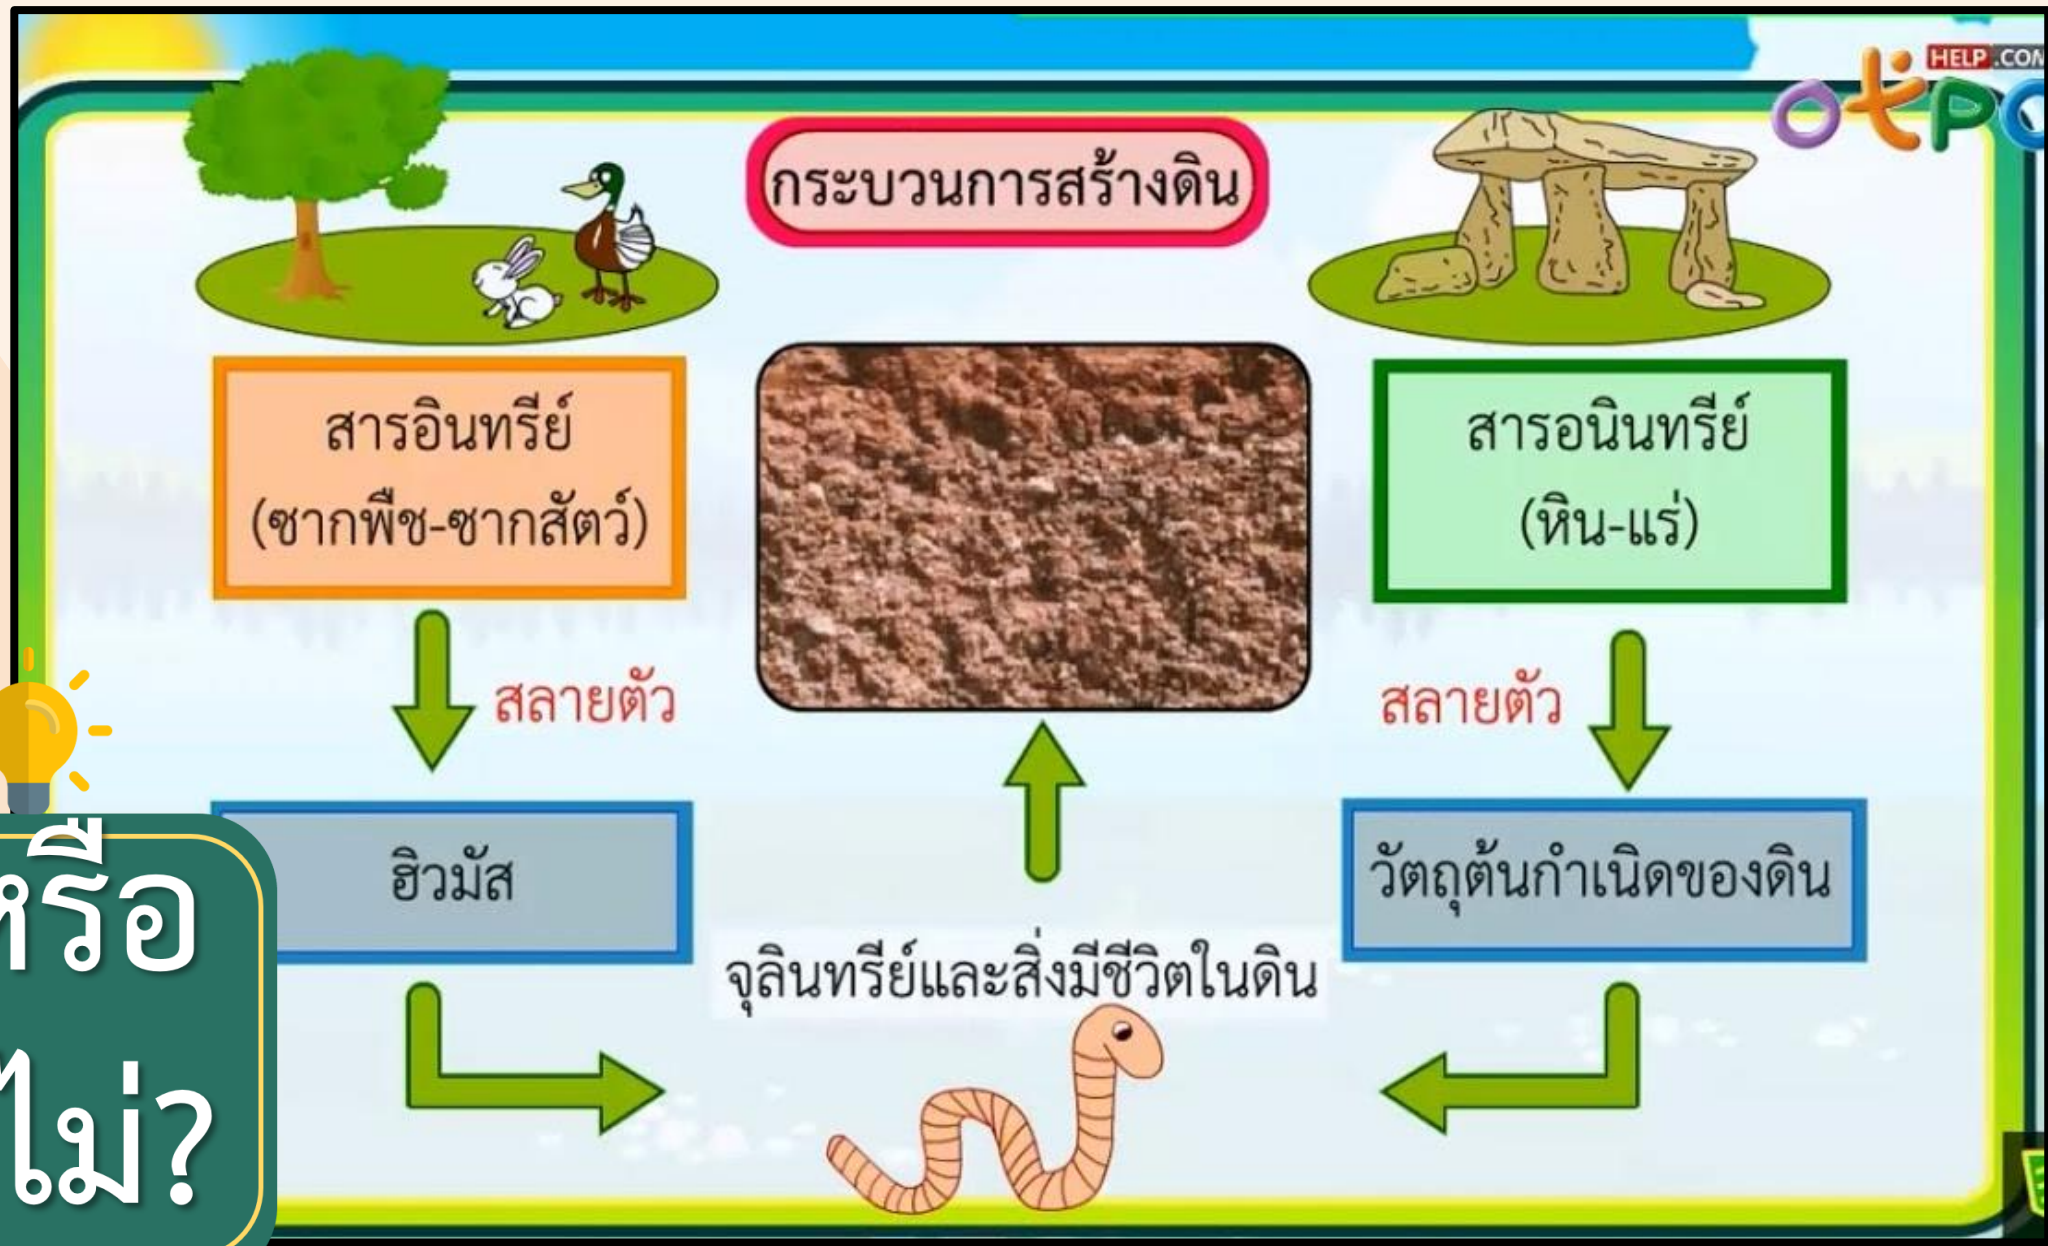 HELP.COM
กระบวนการสร้างดิน
สารอินทรีย์
(ซากพืช-ซากสัตว์)
สารอนินทรีย์
(หิน-แร่)
สลายตัว
สลายตัว
ฮิวมัส
วัตถุต้นกำเนิดของดิน
จุลินทรีย์และสิ่งมีชีวิตในดิน
หรือ
ไม่?